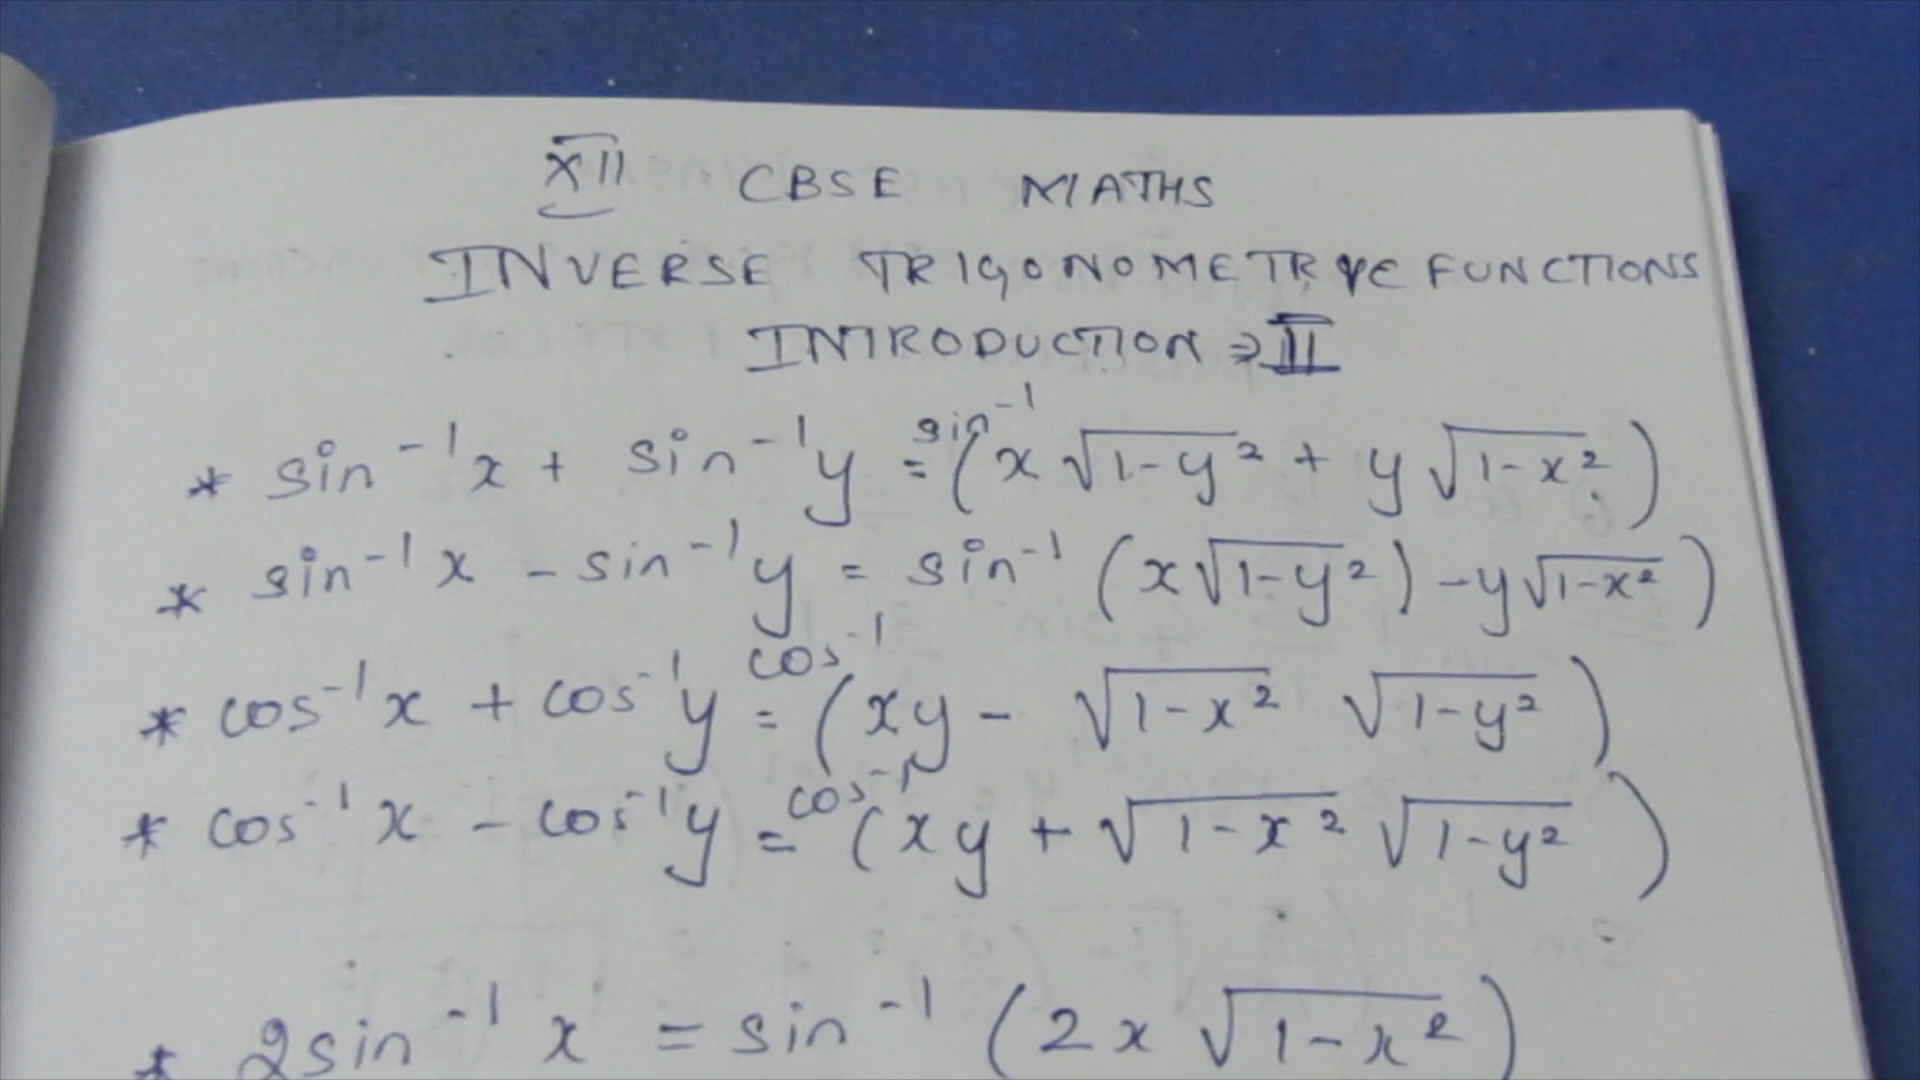 XII CBSE MATHS
INVERSE TRIGONOMETRIC FUNCTIONS
INTRODUCTION ⇒ II
* sin⁻¹x + sin⁻¹y = sin⁻¹(x√(1-y²) + y√(1-x²))
* sin⁻¹x - sin⁻¹y = sin⁻¹(x√(1-y²)) - y√(1-x²))
* cos⁻¹x + cos⁻¹y = cos⁻¹(xy - √(1-x²) √(1-y²))
* cos⁻¹x - cos⁻¹y = cos⁻¹(xy + √(1-x²) √(1-y²))
* 2sin⁻¹x = sin⁻¹(2x√(1-x²))